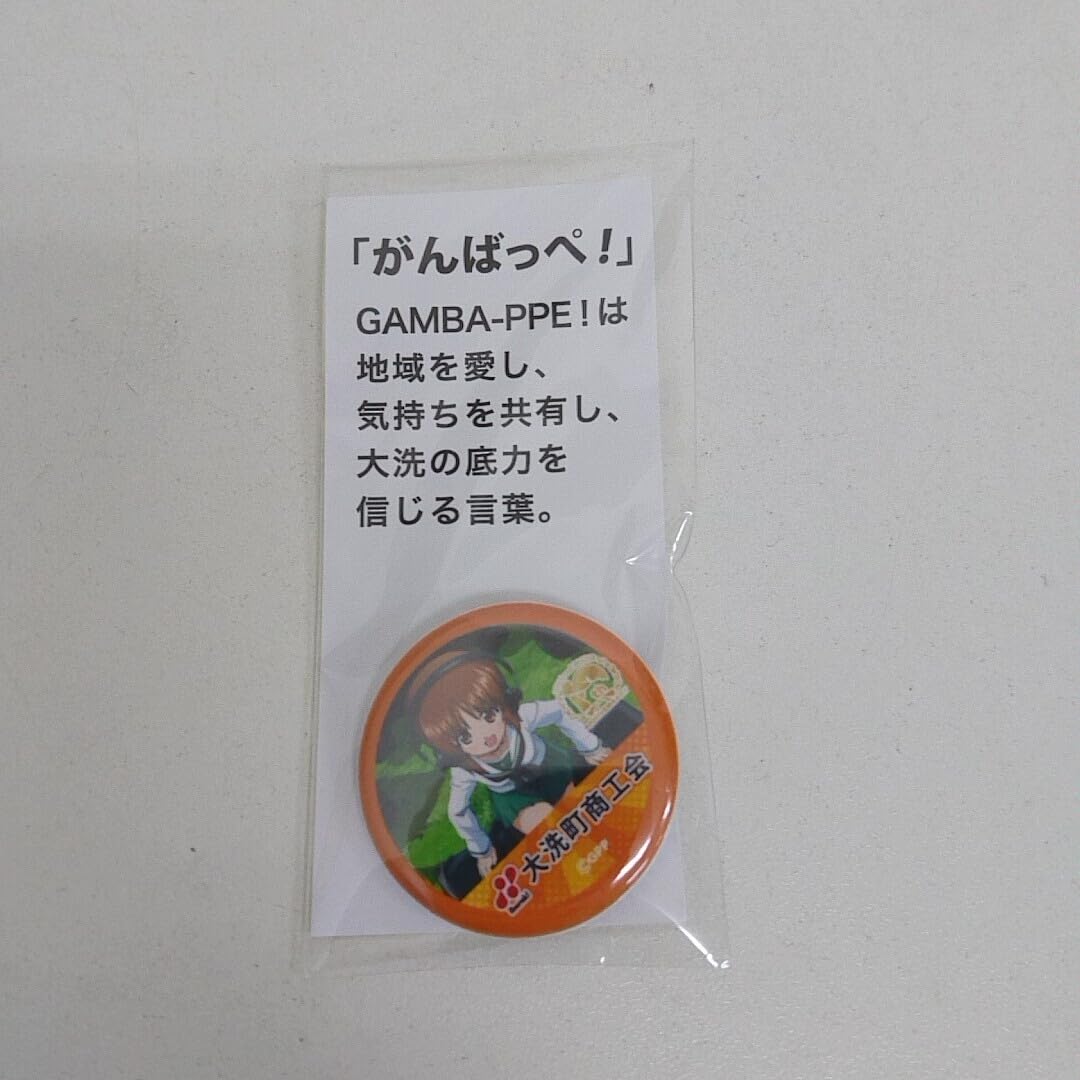 「がんばっぺ！」
GAMBA-PPE！は
地域を愛し、
気持ちを共有し、
大洗の底力を
信じる言葉。
大洗町商工会
©GPP